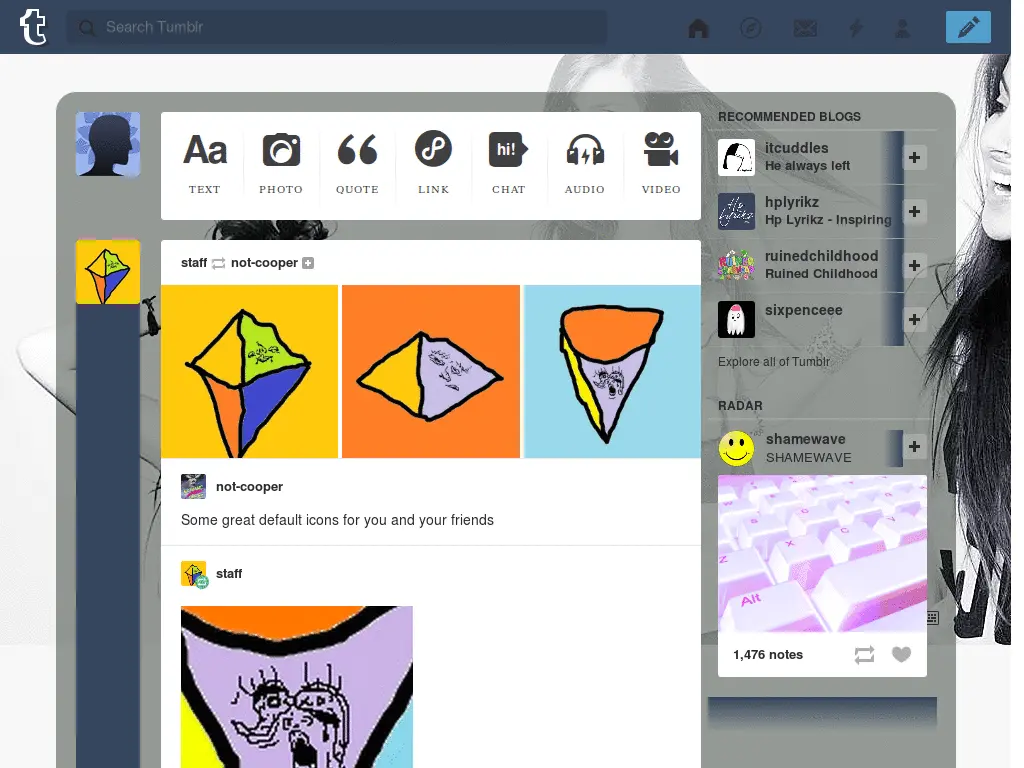 t
Search Tumblr
Aa
TEXT
PHOTO
QUOTE
LINK
hi!
CHAT
AUDIO
VIDEO
staff not-cooper
not-cooper
Some great default icons for you and your friends
staff
RECOMMENDED BLOGS
itcuddles
He always left
hplyrikz
Hp Lyrikz - Inspiring
ruinedchildhood
Ruined Childhood
sixpenceee
Explore all of Tumblr
RADAR
shamewave
SHAMEWAVE
X
C
Z
Alt
1,476 notes